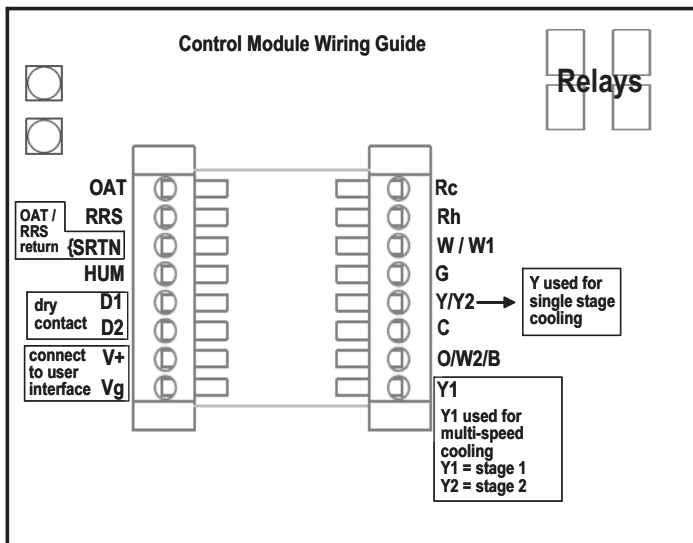 Control Module Wiring Guide
Relays
OAT
OAT /
RRS
return
RRS
{SRTN
HUM
dry
contact
D1
D2
connect
to user
interface
V+
Vg
Rc
Rh
W / W1
G
Y/Y2
C
O/W2/B
Y1
Y used for
single stage
cooling
Y1 used for
multi-speed
cooling
Y1 = stage 1
Y2 = stage 2